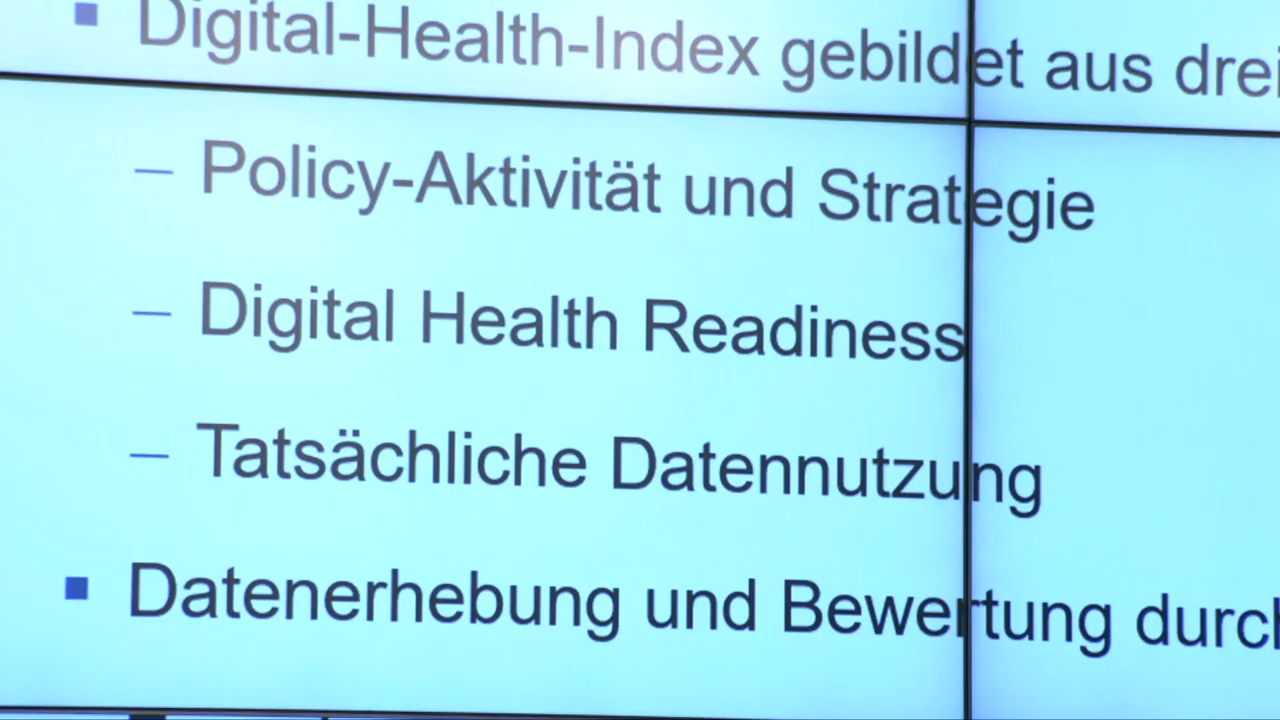 Digital-Health-Index gebildet aus drei
– Policy-Aktivität und Strategie
– Digital Health Readiness
– Tatsächliche Datennutzung
Datenerhebung und Bewertung durch